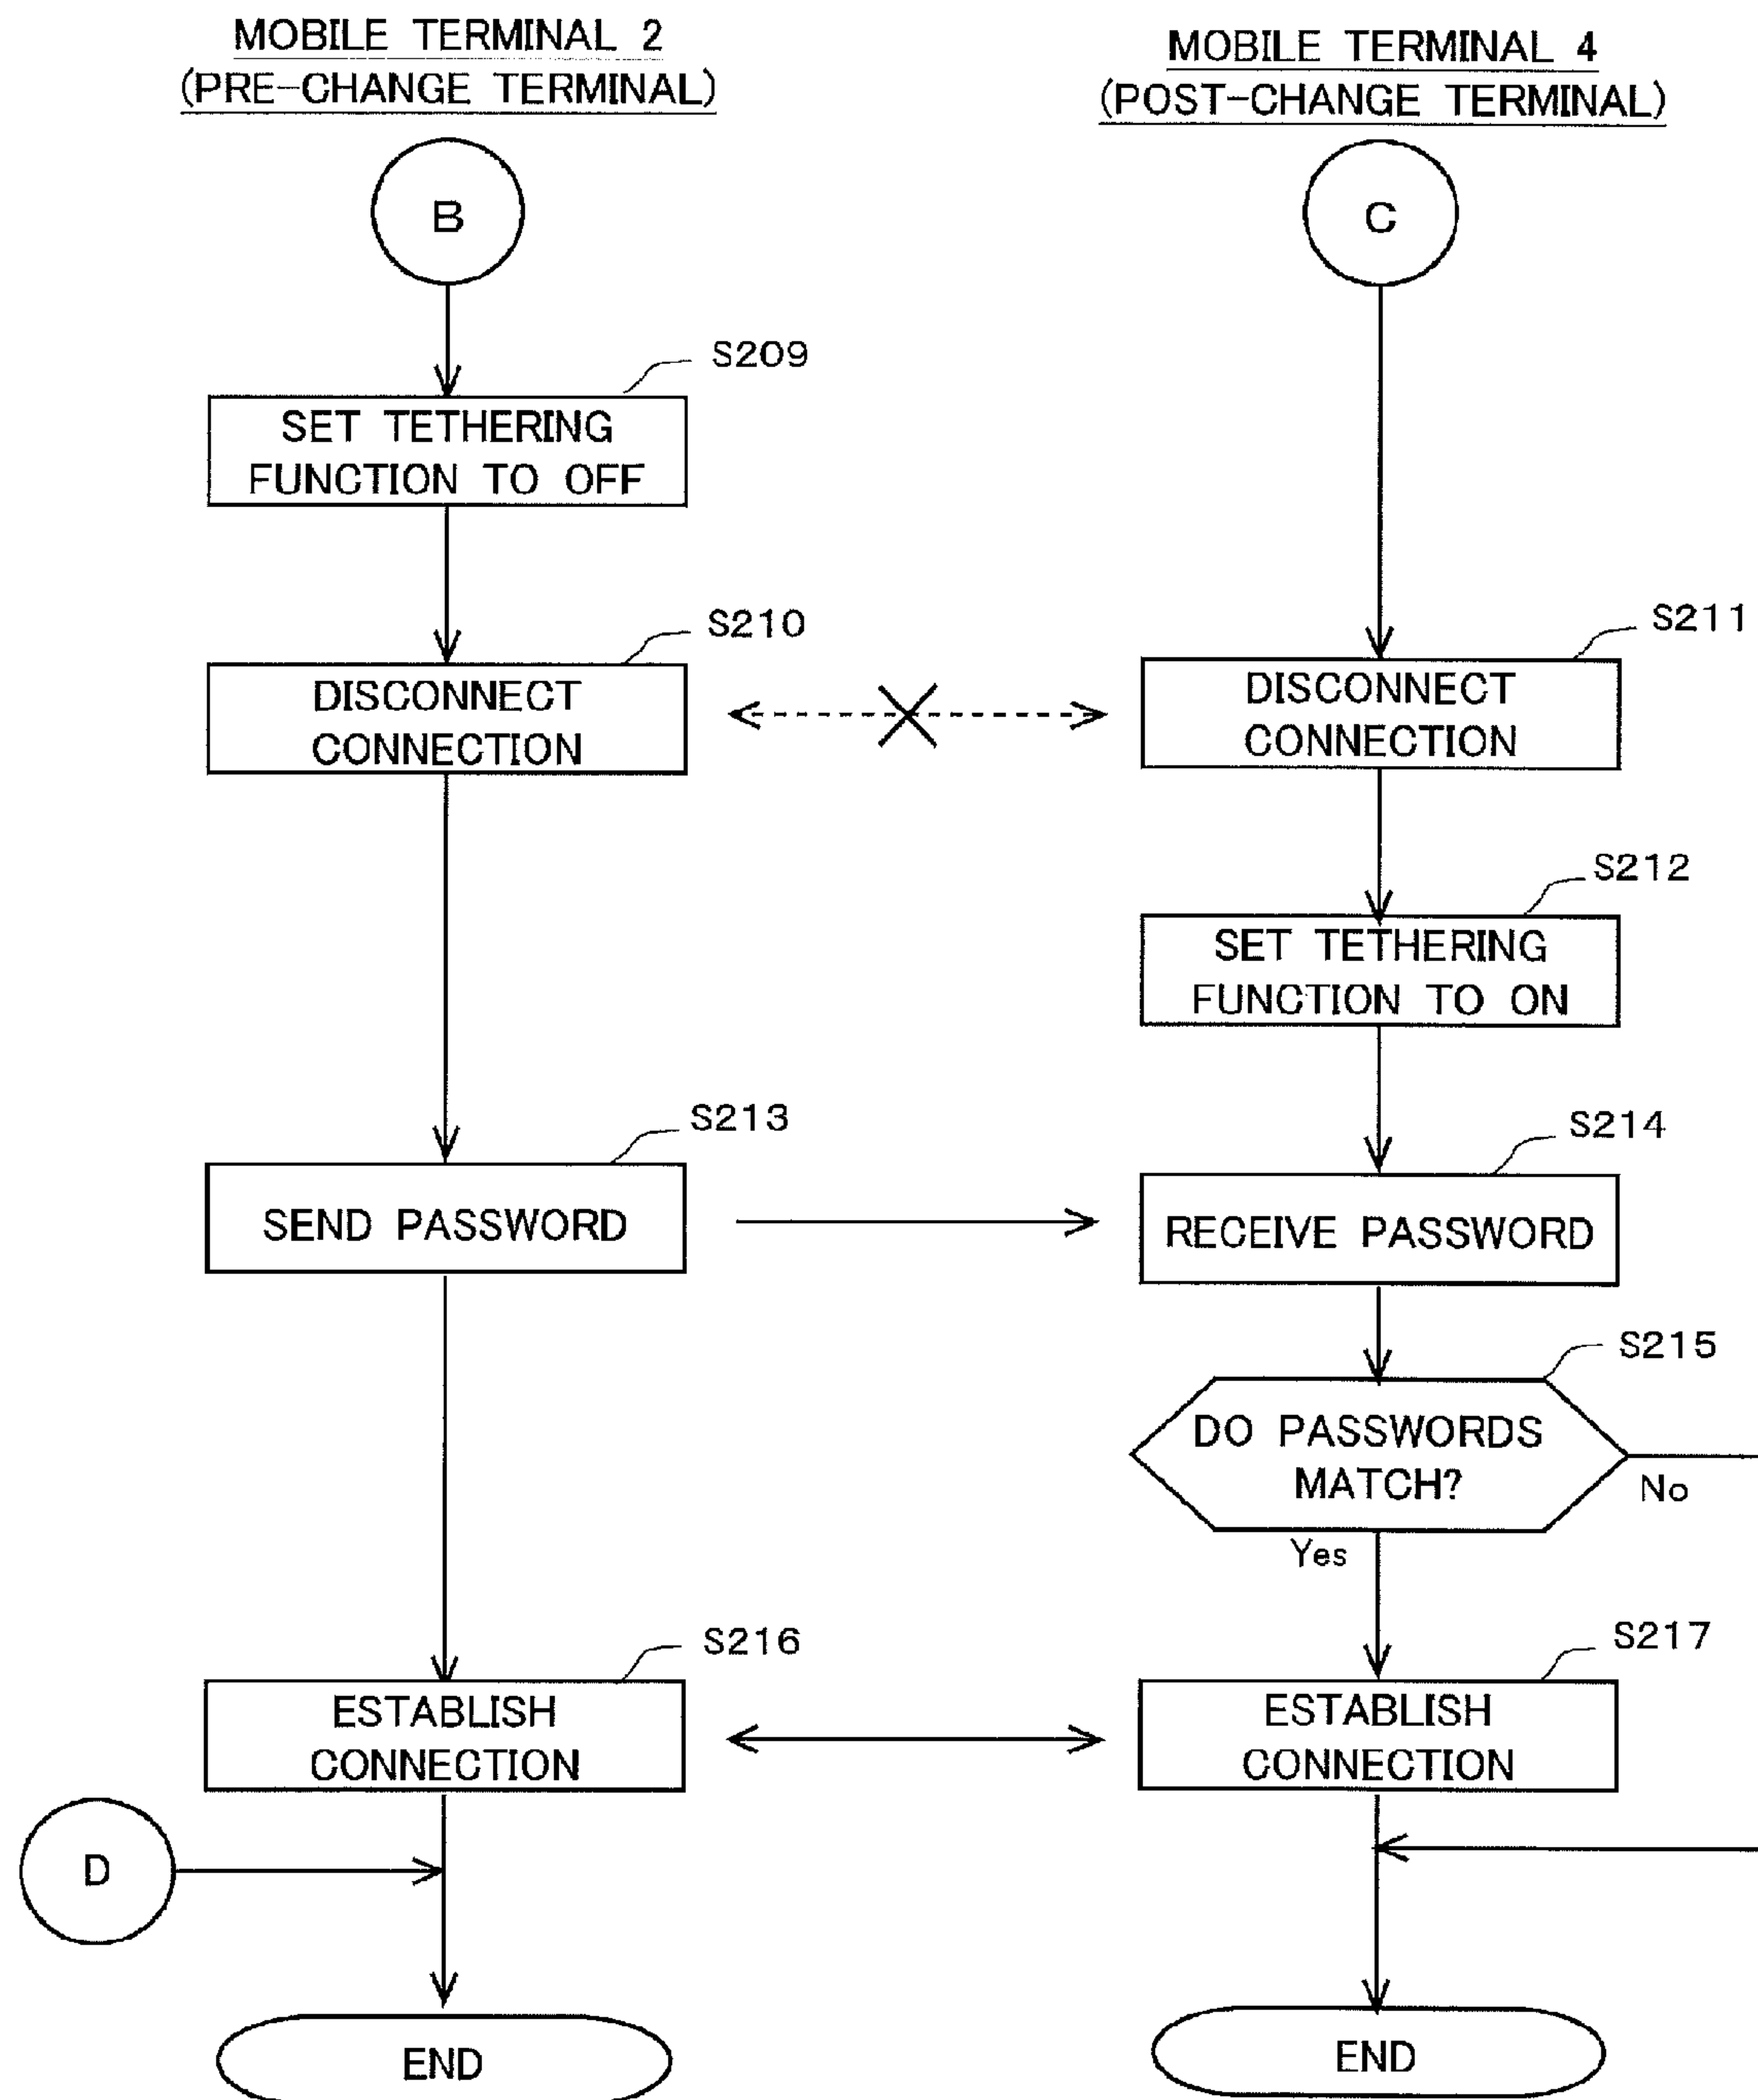 MOBILE TERMINAL 2
(PRE-CHANGE TERMINAL)
MOBILE TERMINAL 4
(POST-CHANGE TERMINAL)
B
C
S209
SET TETHERING
FUNCTION TO OFF
S210
DISCONNECT
CONNECTION
S211
DISCONNECT
CONNECTION
S212
SET TETHERING
FUNCTION TO ON
S213
SEND PASSWORD
S214
RECEIVE PASSWORD
S215
DO PASSWORDS
MATCH?
No
Yes
S216
ESTABLISH
CONNECTION
S217
ESTABLISH
CONNECTION
D
END
END